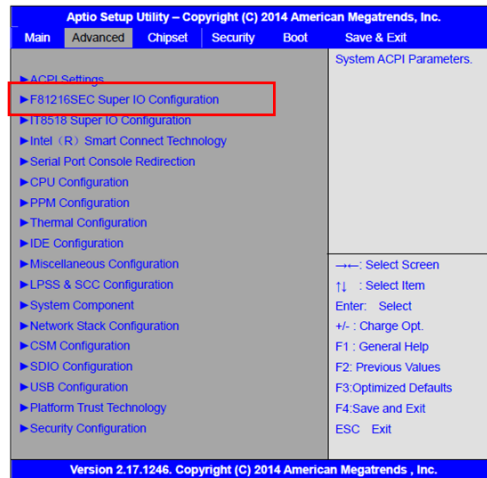 Aptio Setup Utility – Copyright (C) 2014 American Megatrends, Inc.
Main Advanced Chipset Security Boot Save & Exit
System ACPI Parameters.
►ACPI Settings
►F81216SEC Super IO Configuration
►IT8518 Super IO Configuration
►Intel（R）Smart Connect Technology
►Serial Port Console Redirection
►CPU Configuration
►PPM Configuration
►Thermal Configuration
►IDE Configuration
►Miscellaneous Configuration
►LPSS & SCC Configuration
►System Component
►Network Stack Configuration
►CSM Configuration
►SDIO Configuration
►USB Configuration
►Platform Trust Technology
►Security Configuration
→←: Select Screen
↑↓ : Select Item
Enter: Select
+/- : Charge Opt.
F1 : General Help
F2: Previous Values
F3:Optimized Defaults
F4:Save and Exit
ESC Exit
Version 2.17.1246. Copyright (C) 2014 American Megatrends , Inc.